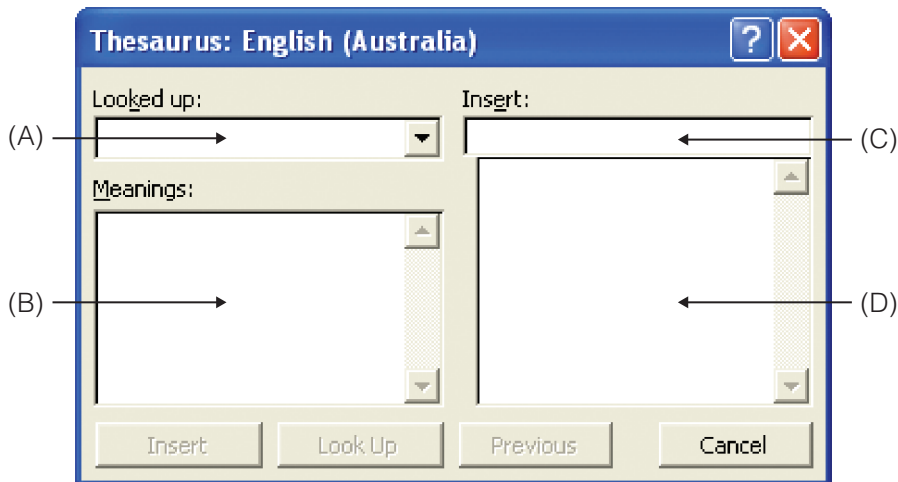 Thesaurus: English (Australia)
Looked up:
Insert:
(A)
(C)
Meanings:
(B)
(D)
Insert
Look Up
Previous
Cancel